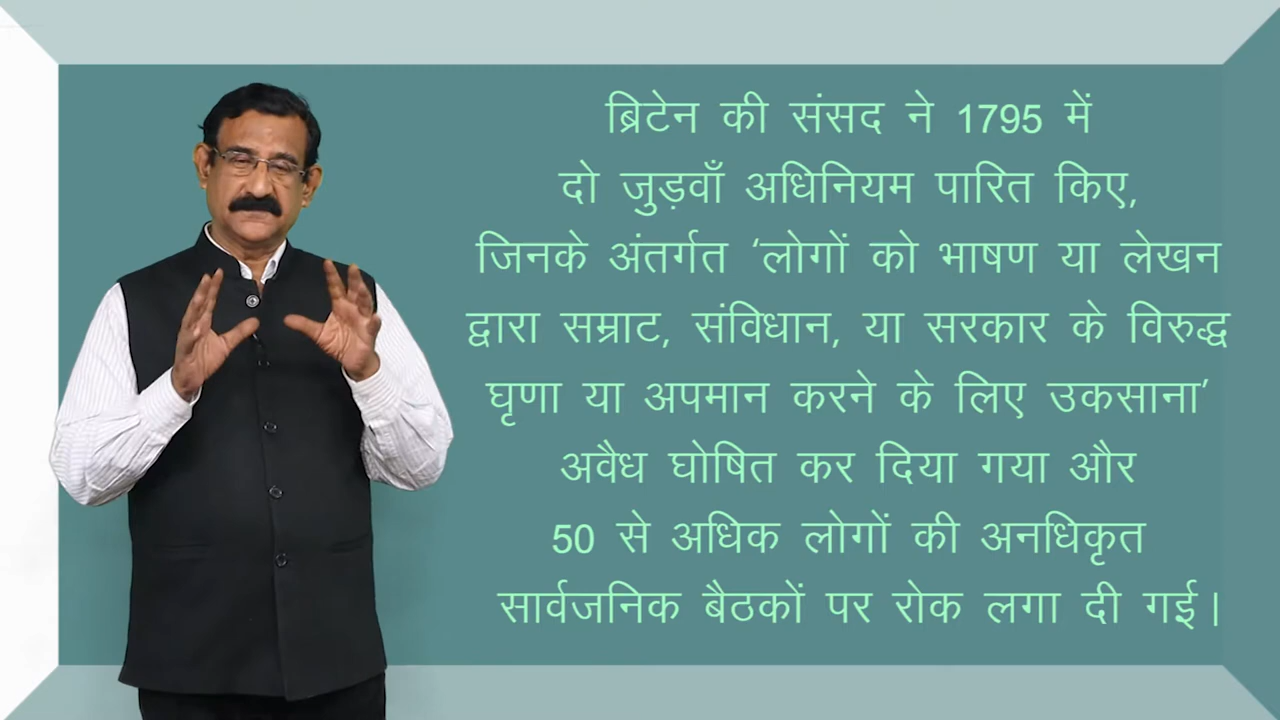 ब्रिटेन की संसद ने 1795 में
दो जुड़वाँ अधिनियम पारित किए,
जिनके अंतर्गत ‘लोगों को भाषण या लेखन
द्वारा सम्राट, संविधान, या सरकार के विरुद्ध
घृणा या अपमान करने के लिए उकसाना’
अवैध घोषित कर दिया गया और
50 से अधिक लोगों की अनधिकृत
सार्वजनिक बैठकों पर रोक लगा दी गई।